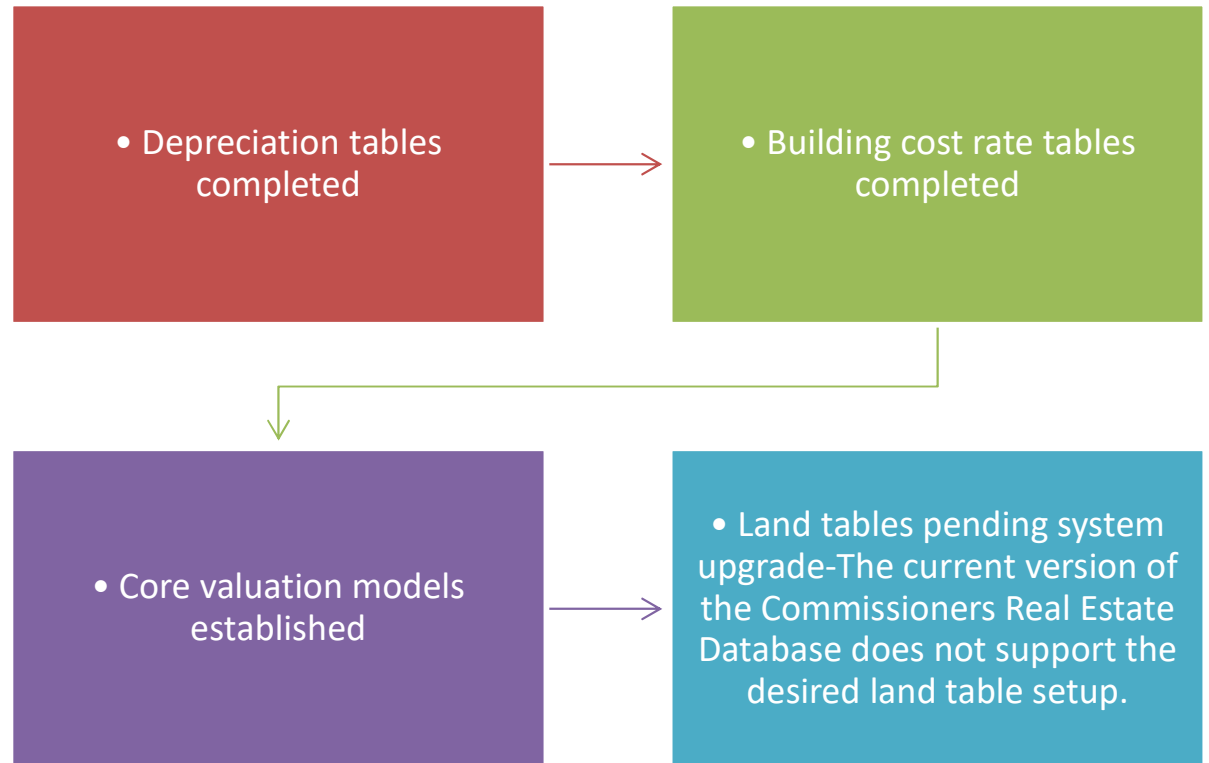 • Depreciation tables
completed
• Building cost rate tables
completed
• Core valuation models
established
• Land tables pending system
upgrade-The current version of
the Commissioners Real Estate
Database does not support the
desired land table setup.